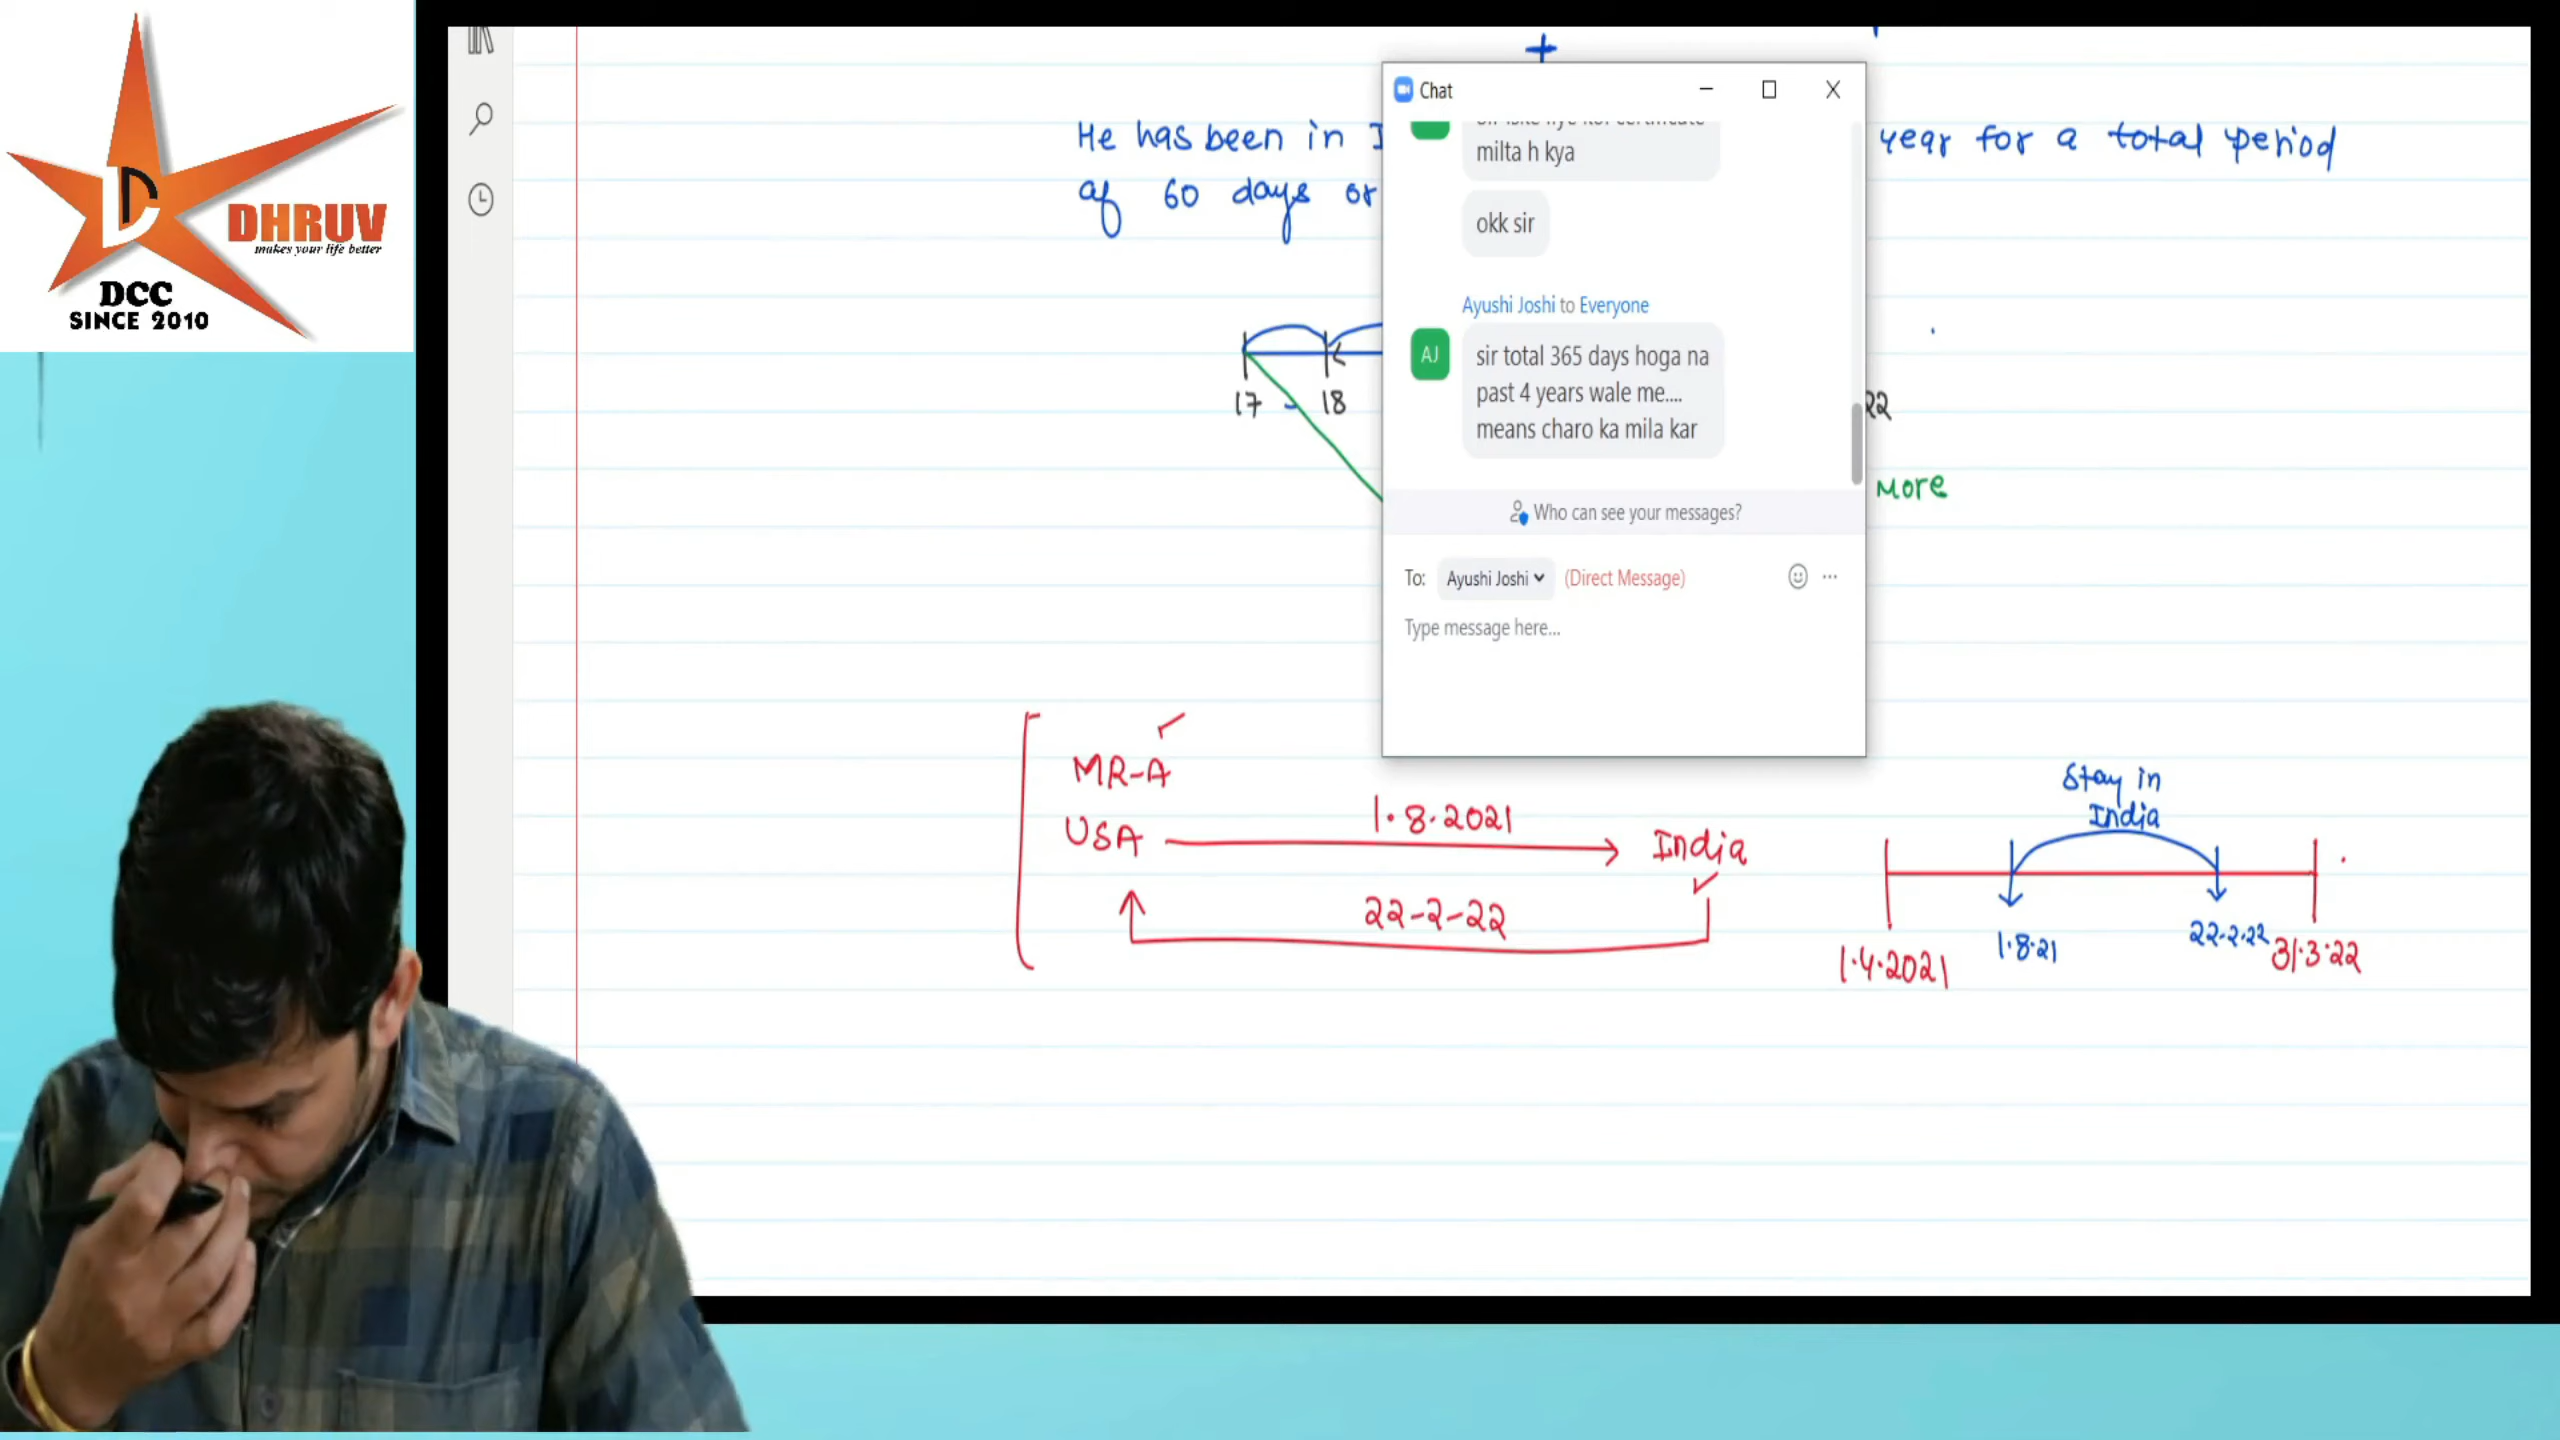 D
DHRUV
makes your life better
DCC
SINCE 2010
+
He has been in
year for a total period
of 60 days or
17
18
22
More
Chat
milta h kya
okk sir
Ayushi Joshi to Everyone
AJ
sir total 365 days hoga na
past 4 years wale me....
means charo ka mila kar
Who can see your messages?
To: Ayushi Joshi (Direct Message)
Type message here...
MR-A
USA
1.8.2021
India
22-2-22
Stay in
India
1.4.2021
1.8.21
22.2.22
31.3.22